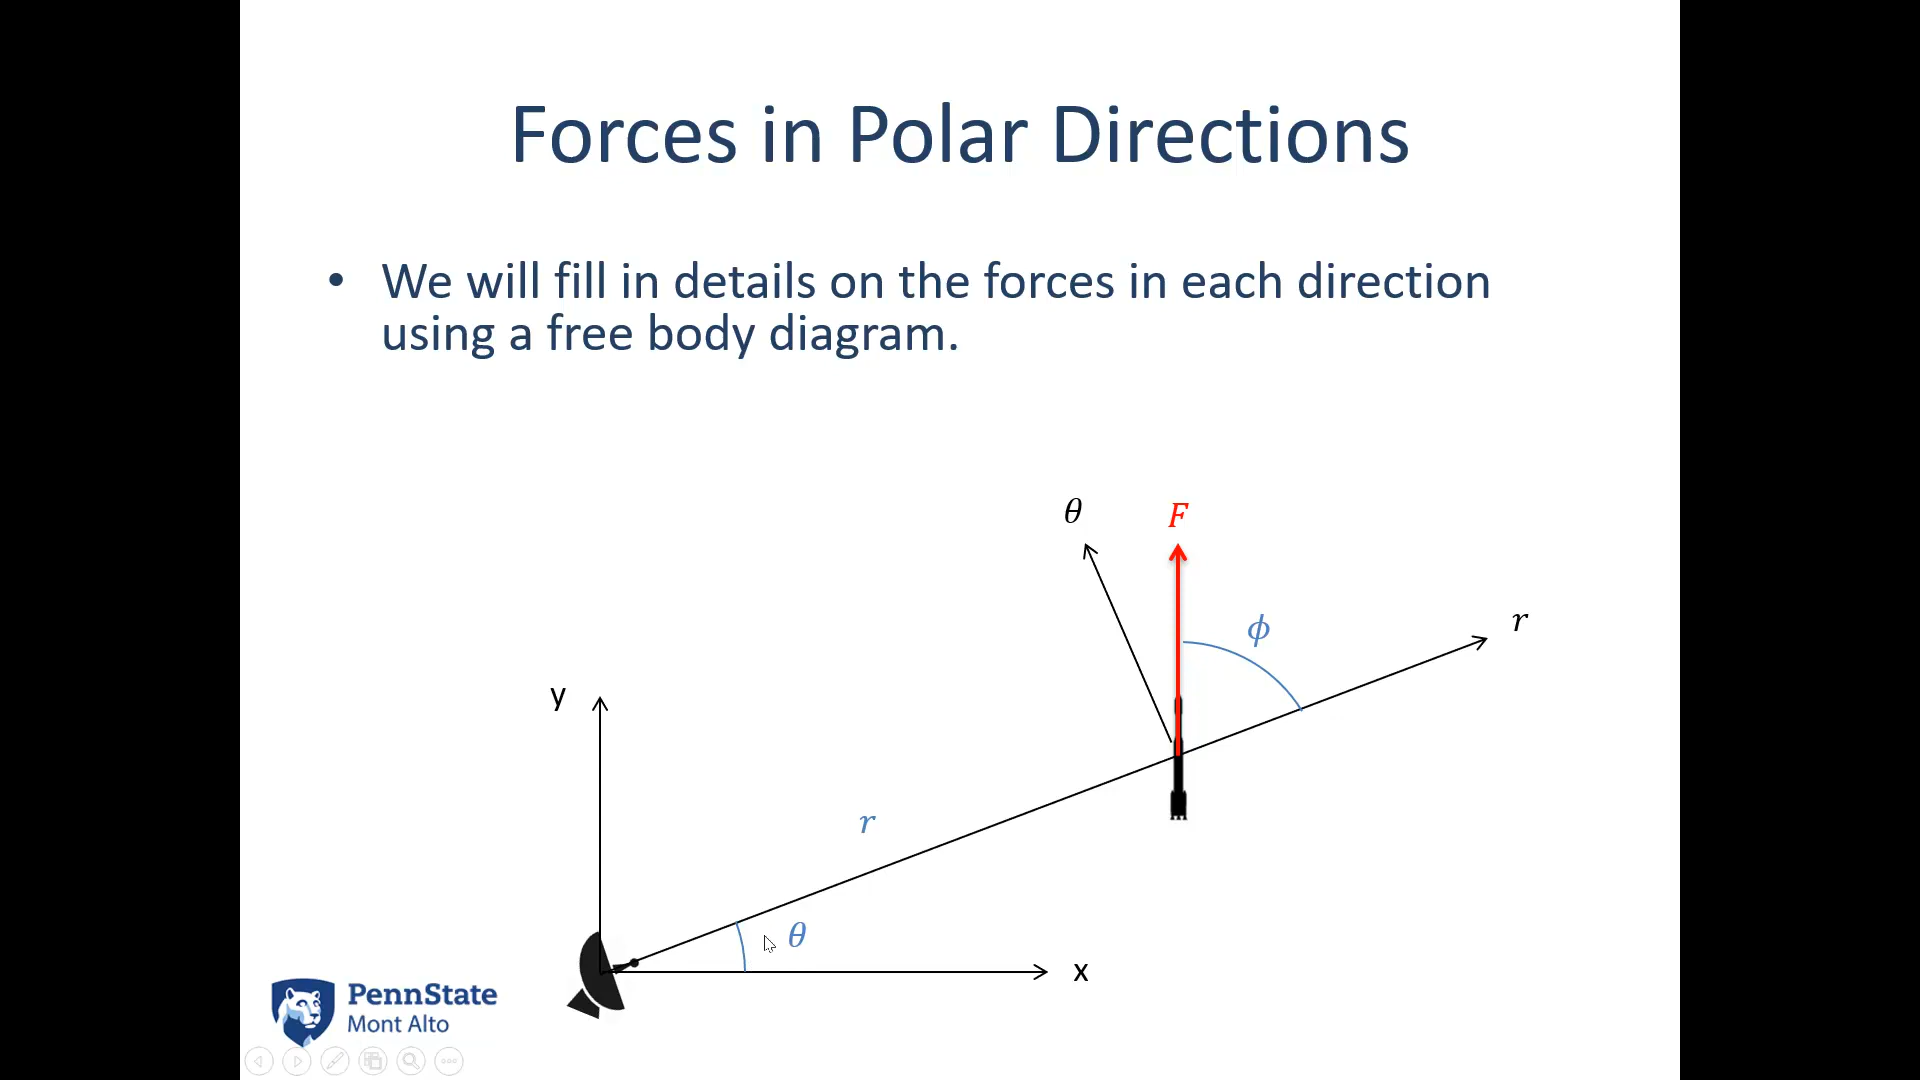 Forces in Polar Directions
• We will fill in details on the forces in each direction
using a free body diagram.
θ
F
ϕ
r
y
r
θ
x
PennState
Mont Alto